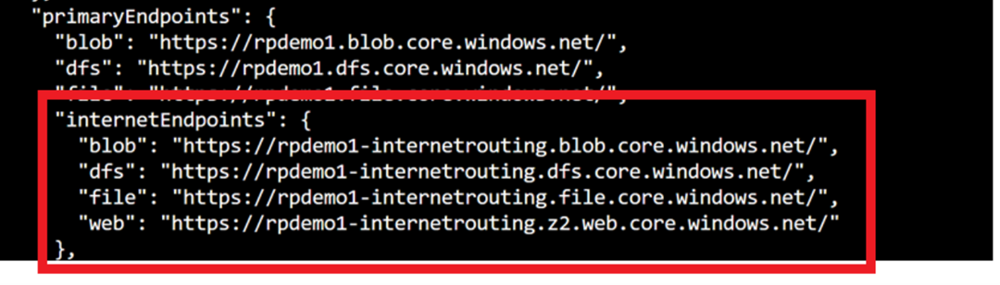 "primaryEndpoints": {
"blob": "https://rpdemo1.blob.core.windows.net/",
"dfs": "https://rpdemo1.dfs.core.windows.net/",
"file": "https://rpdemo1.file.core.windows.net/",
"internetEndpoints": {
"blob": "https://rpdemo1-internetrouting.blob.core.windows.net/",
"dfs": "https://rpdemo1-internetrouting.dfs.core.windows.net/",
"file": "https://rpdemo1-internetrouting.file.core.windows.net/",
"web": "https://rpdemo1-internetrouting.z2.web.core.windows.net/"
},